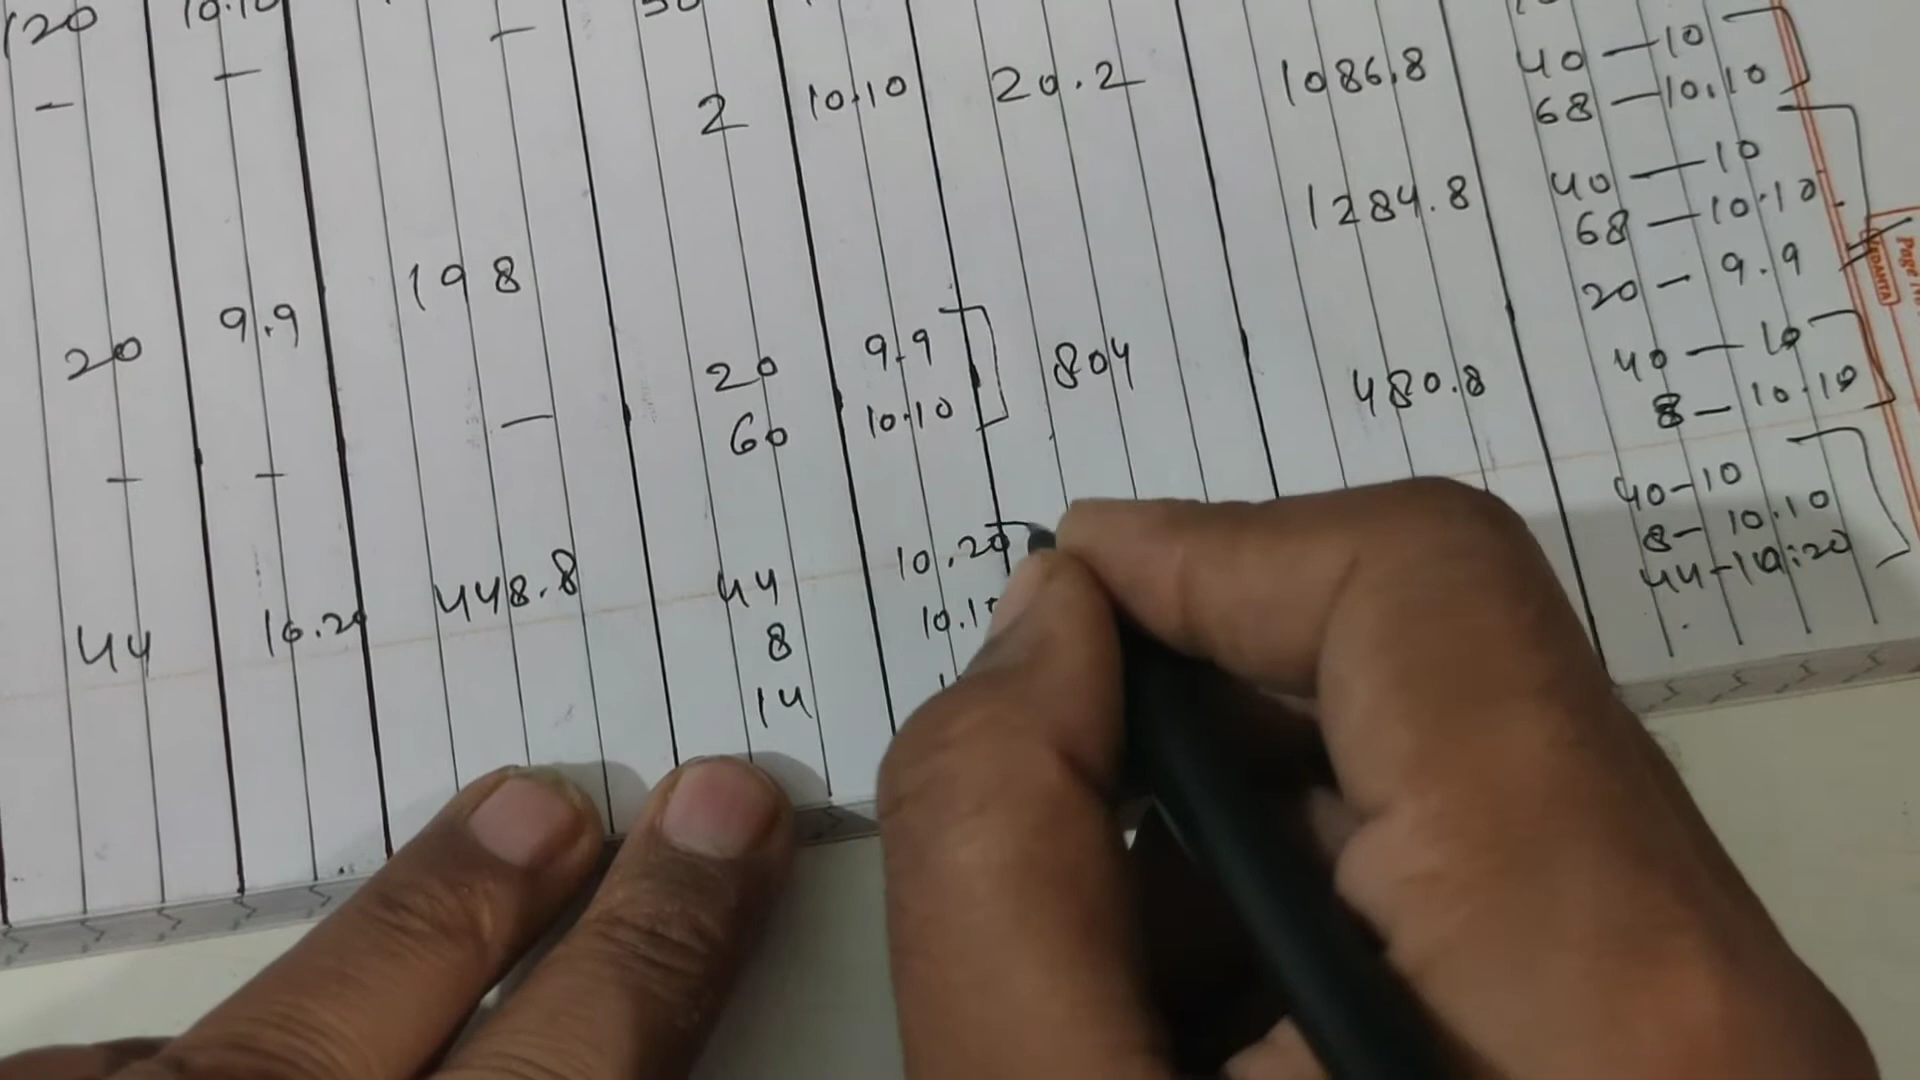 120 10.10 — 50
— — 2 10.10 20.2 1086.8 40 — 10
68 — 10.10
1284.8 40 — 10
68 — 10.10
20 9.9 198 20 — 9.9
20 9.9 804 480.8 40 — 10
— — — 60 10.10 8 — 10.10
40 - 10
8 - 10.10
44 10.20 448.8 44 10.20 44 - 10.20
8
14
Page
VEDANTA